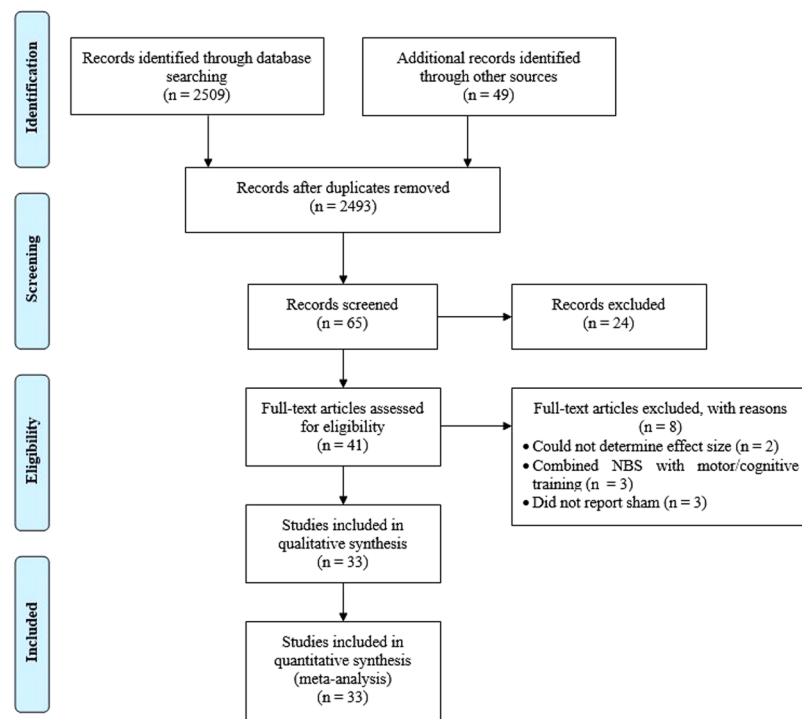 Identification
Records identified through database
searching
(n = 2509)
Additional records identified
through other sources
(n = 49)
Records after duplicates removed
(n = 2493)
Screening
Records screened
(n = 65)
Records excluded
(n = 24)
Eligibility
Full-text articles assessed
for eligibility
(n = 41)
Full-text articles excluded, with reasons
(n = 8)
• Could not determine effect size (n = 2)
• Combined NBS with motor/cognitive
training (n = 3)
• Did not report sham (n = 3)
Studies included in
qualitative synthesis
(n = 33)
Included
Studies included in
quantitative synthesis
(meta-analysis)
(n = 33)